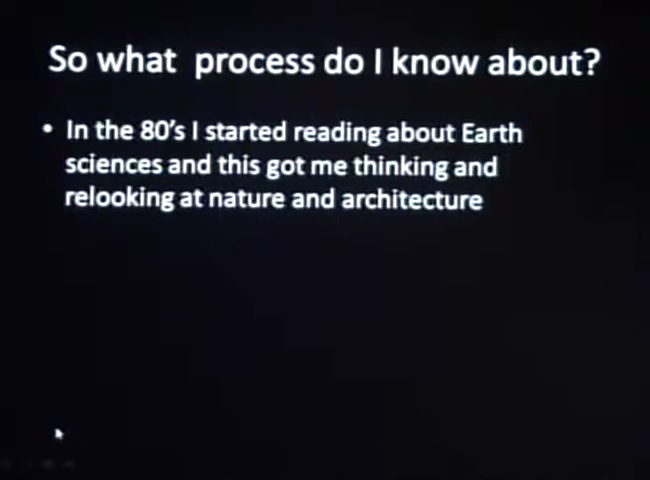 So what  process do I know about?
• In the 80's I started reading about Earth
sciences and this got me thinking and
relooking at nature and architecture